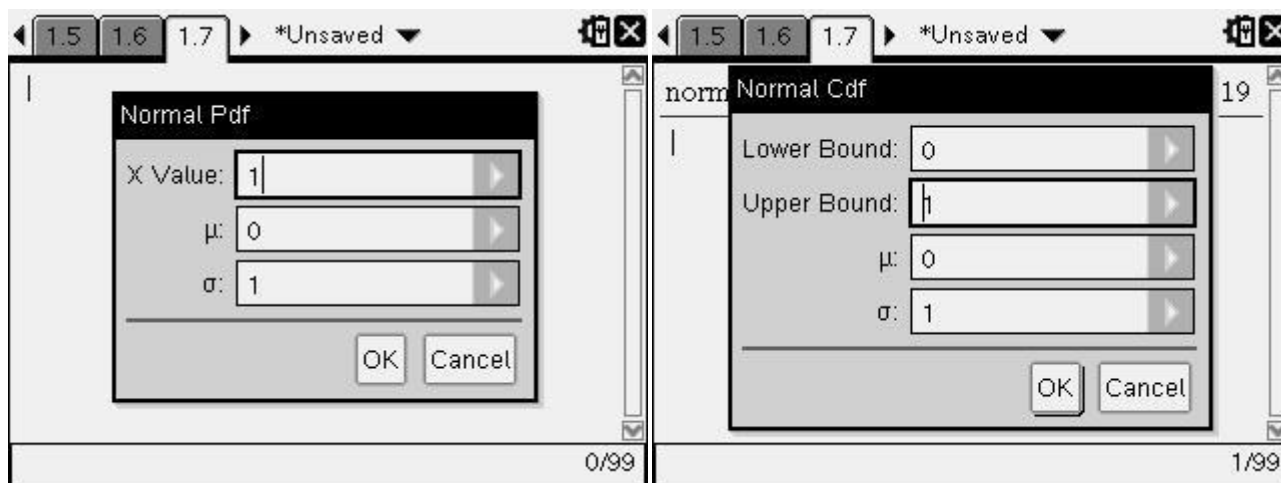 1.5 1.6 1.7 *Unsaved
Normal Pdf
X Value: 1
μ: 0
σ: 1
OK Cancel
0/99
1.5 1.6 1.7 *Unsaved
norm 19
Normal Cdf
Lower Bound: 0
Upper Bound: 1
μ: 0
σ: 1
OK Cancel
1/99